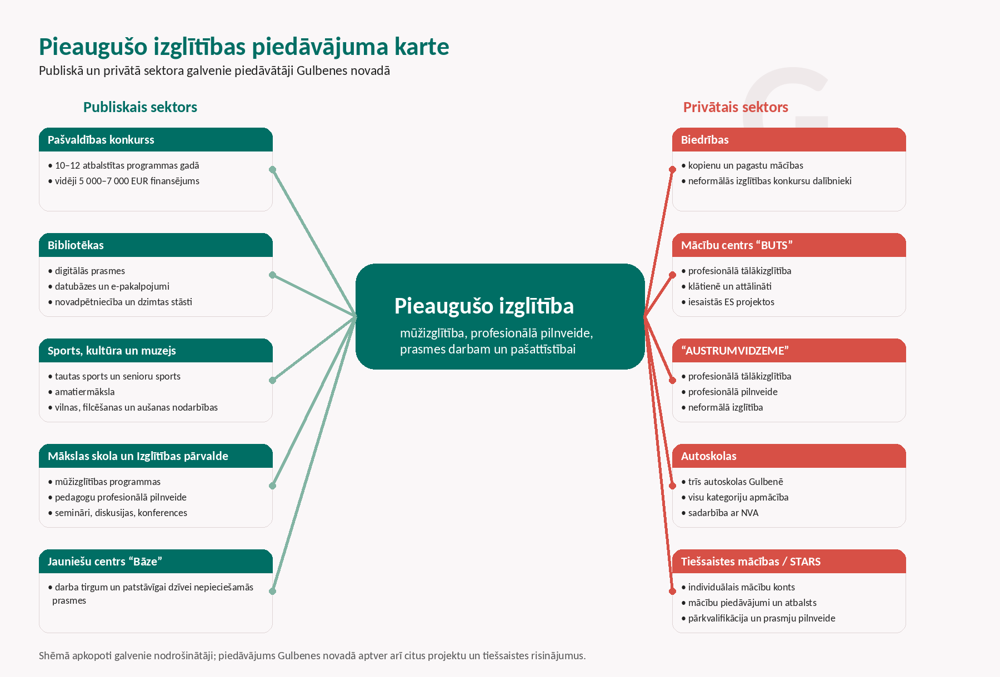 Pieaugušo izglītības piedāvājuma karte
Publiskā un privātā sektora galvenie piedāvātāji Gulbenes novadā
G
Publiskais sektors
Pašvaldības konkurss
• 10–12 atbalstītas programmas gadā
• vidēji 5 000–7 000 EUR finansējums
Bibliotēkas
• digitālās prasmes
• datubāzes un e-pakalpojumi
• novadpētniecība un dzimtas stāsti
Sports, kultūra un muzejs
• tautas sports un senioru sports
• amatiermāksla
• vilnas, filcēšanas un aušanas nodarbības
Mākslas skola un Izglītības pārvalde
• mūžizglītības programmas
• pedagogu profesionālā pilnveide
• semināri, diskusijas, konferences
Jauniešu centrs “Bāze”
• darba tirgum un patstāvīgai dzīvei nepieciešamās
prasmes
Pieaugušo izglītība
mūžizglītība, profesionālā pilnveide,
prasmes darbam un pašattīstībai
Privātais sektors
Biedrības
• kopienu un pagastu mācības
• neformālās izglītības konkursu dalībnieki
Mācību centrs “BUTS”
• profesionālā tālākizglītība
• klātienē un attālināti
• iesaistās ES projektos
“AUSTRUMVIDZEME”
• profesionālā tālākizglītība
• profesionālā pilnveide
• neformālā izglītība
Autoskolas
• trīs autoskolas Gulbenē
• visu kategoriju apmācība
• sadarbība ar NVA
Tiešsaistes mācības / STARS
• individuālais mācību konts
• mācību piedāvājumi un atbalsts
• pārkvalifikācija un prasmju pilnveide
Shēmā apkopoti galvenie nodrošinātāji; piedāvājums Gulbenes novadā aptver arī citus projektu un tiešsaistes risinājumus.